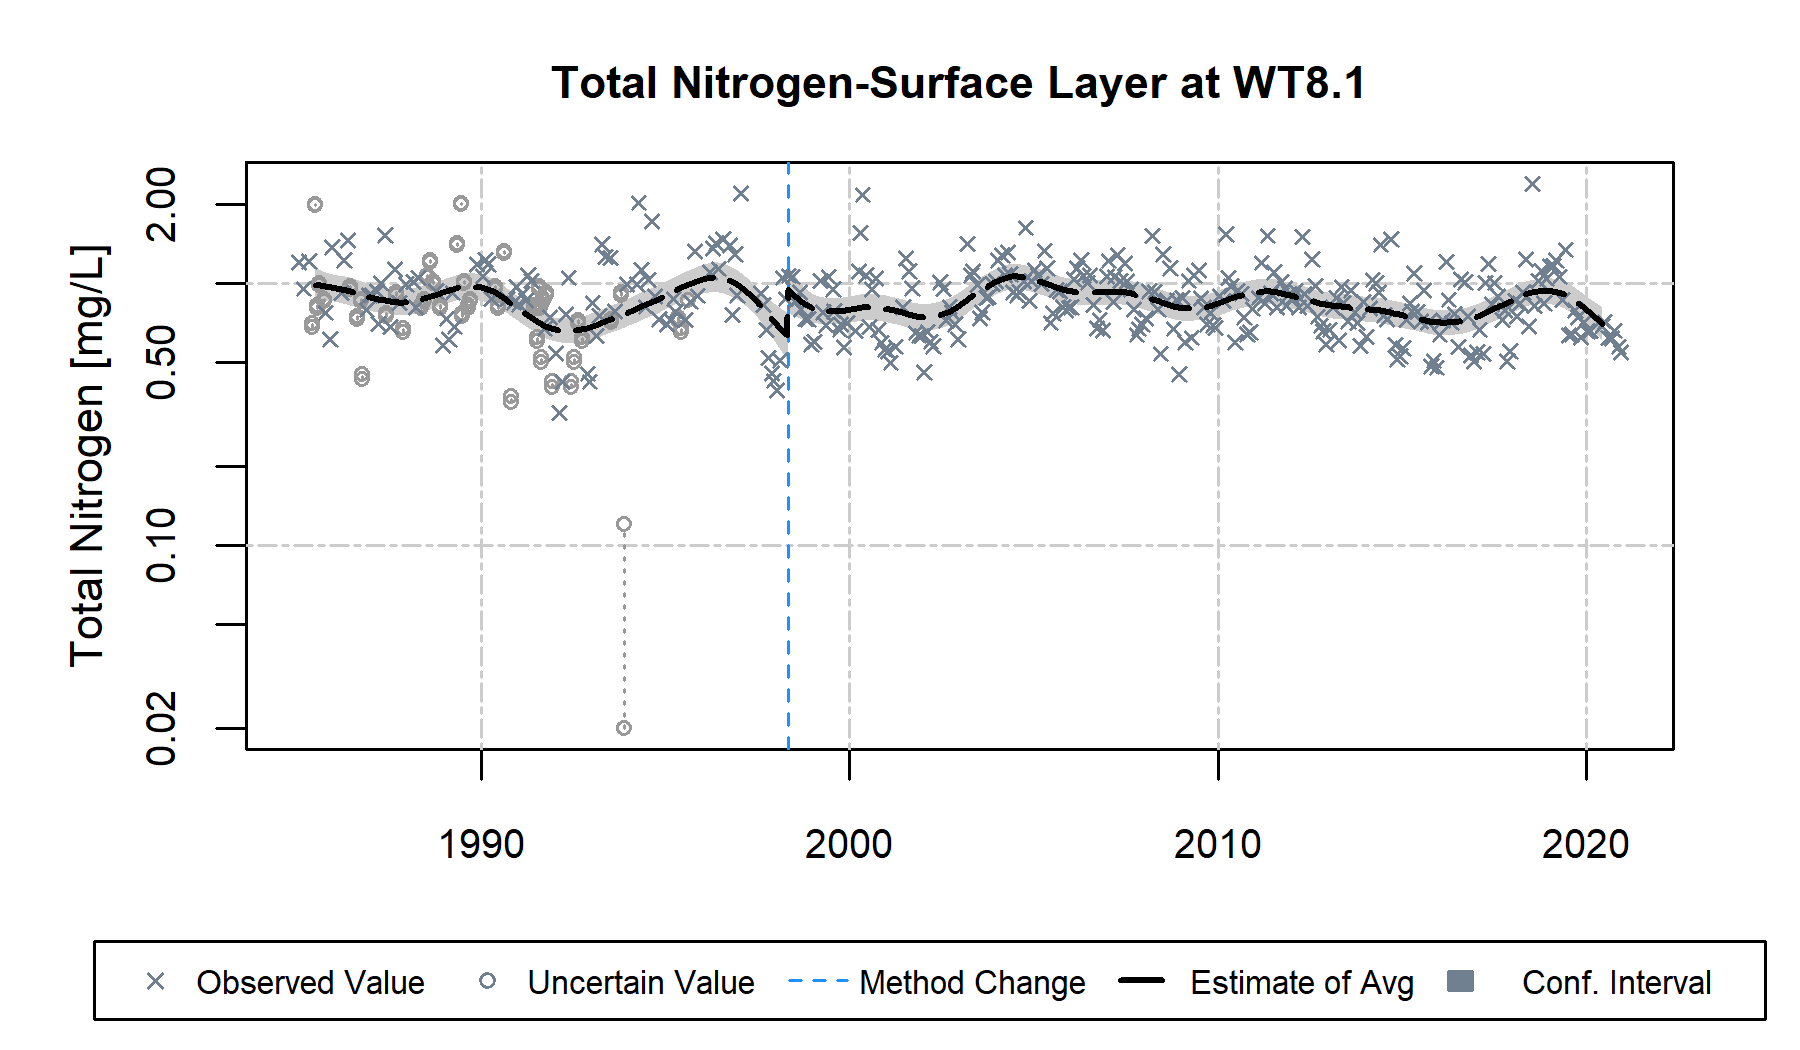 Total Nitrogen-Surface Layer at WT8.1
Total Nitrogen [mg/L]
2.00
0.50
0.10
0.02
1990 2000 2010 2020
Observed Value Uncertain Value Method Change Estimate of Avg Conf. Interval